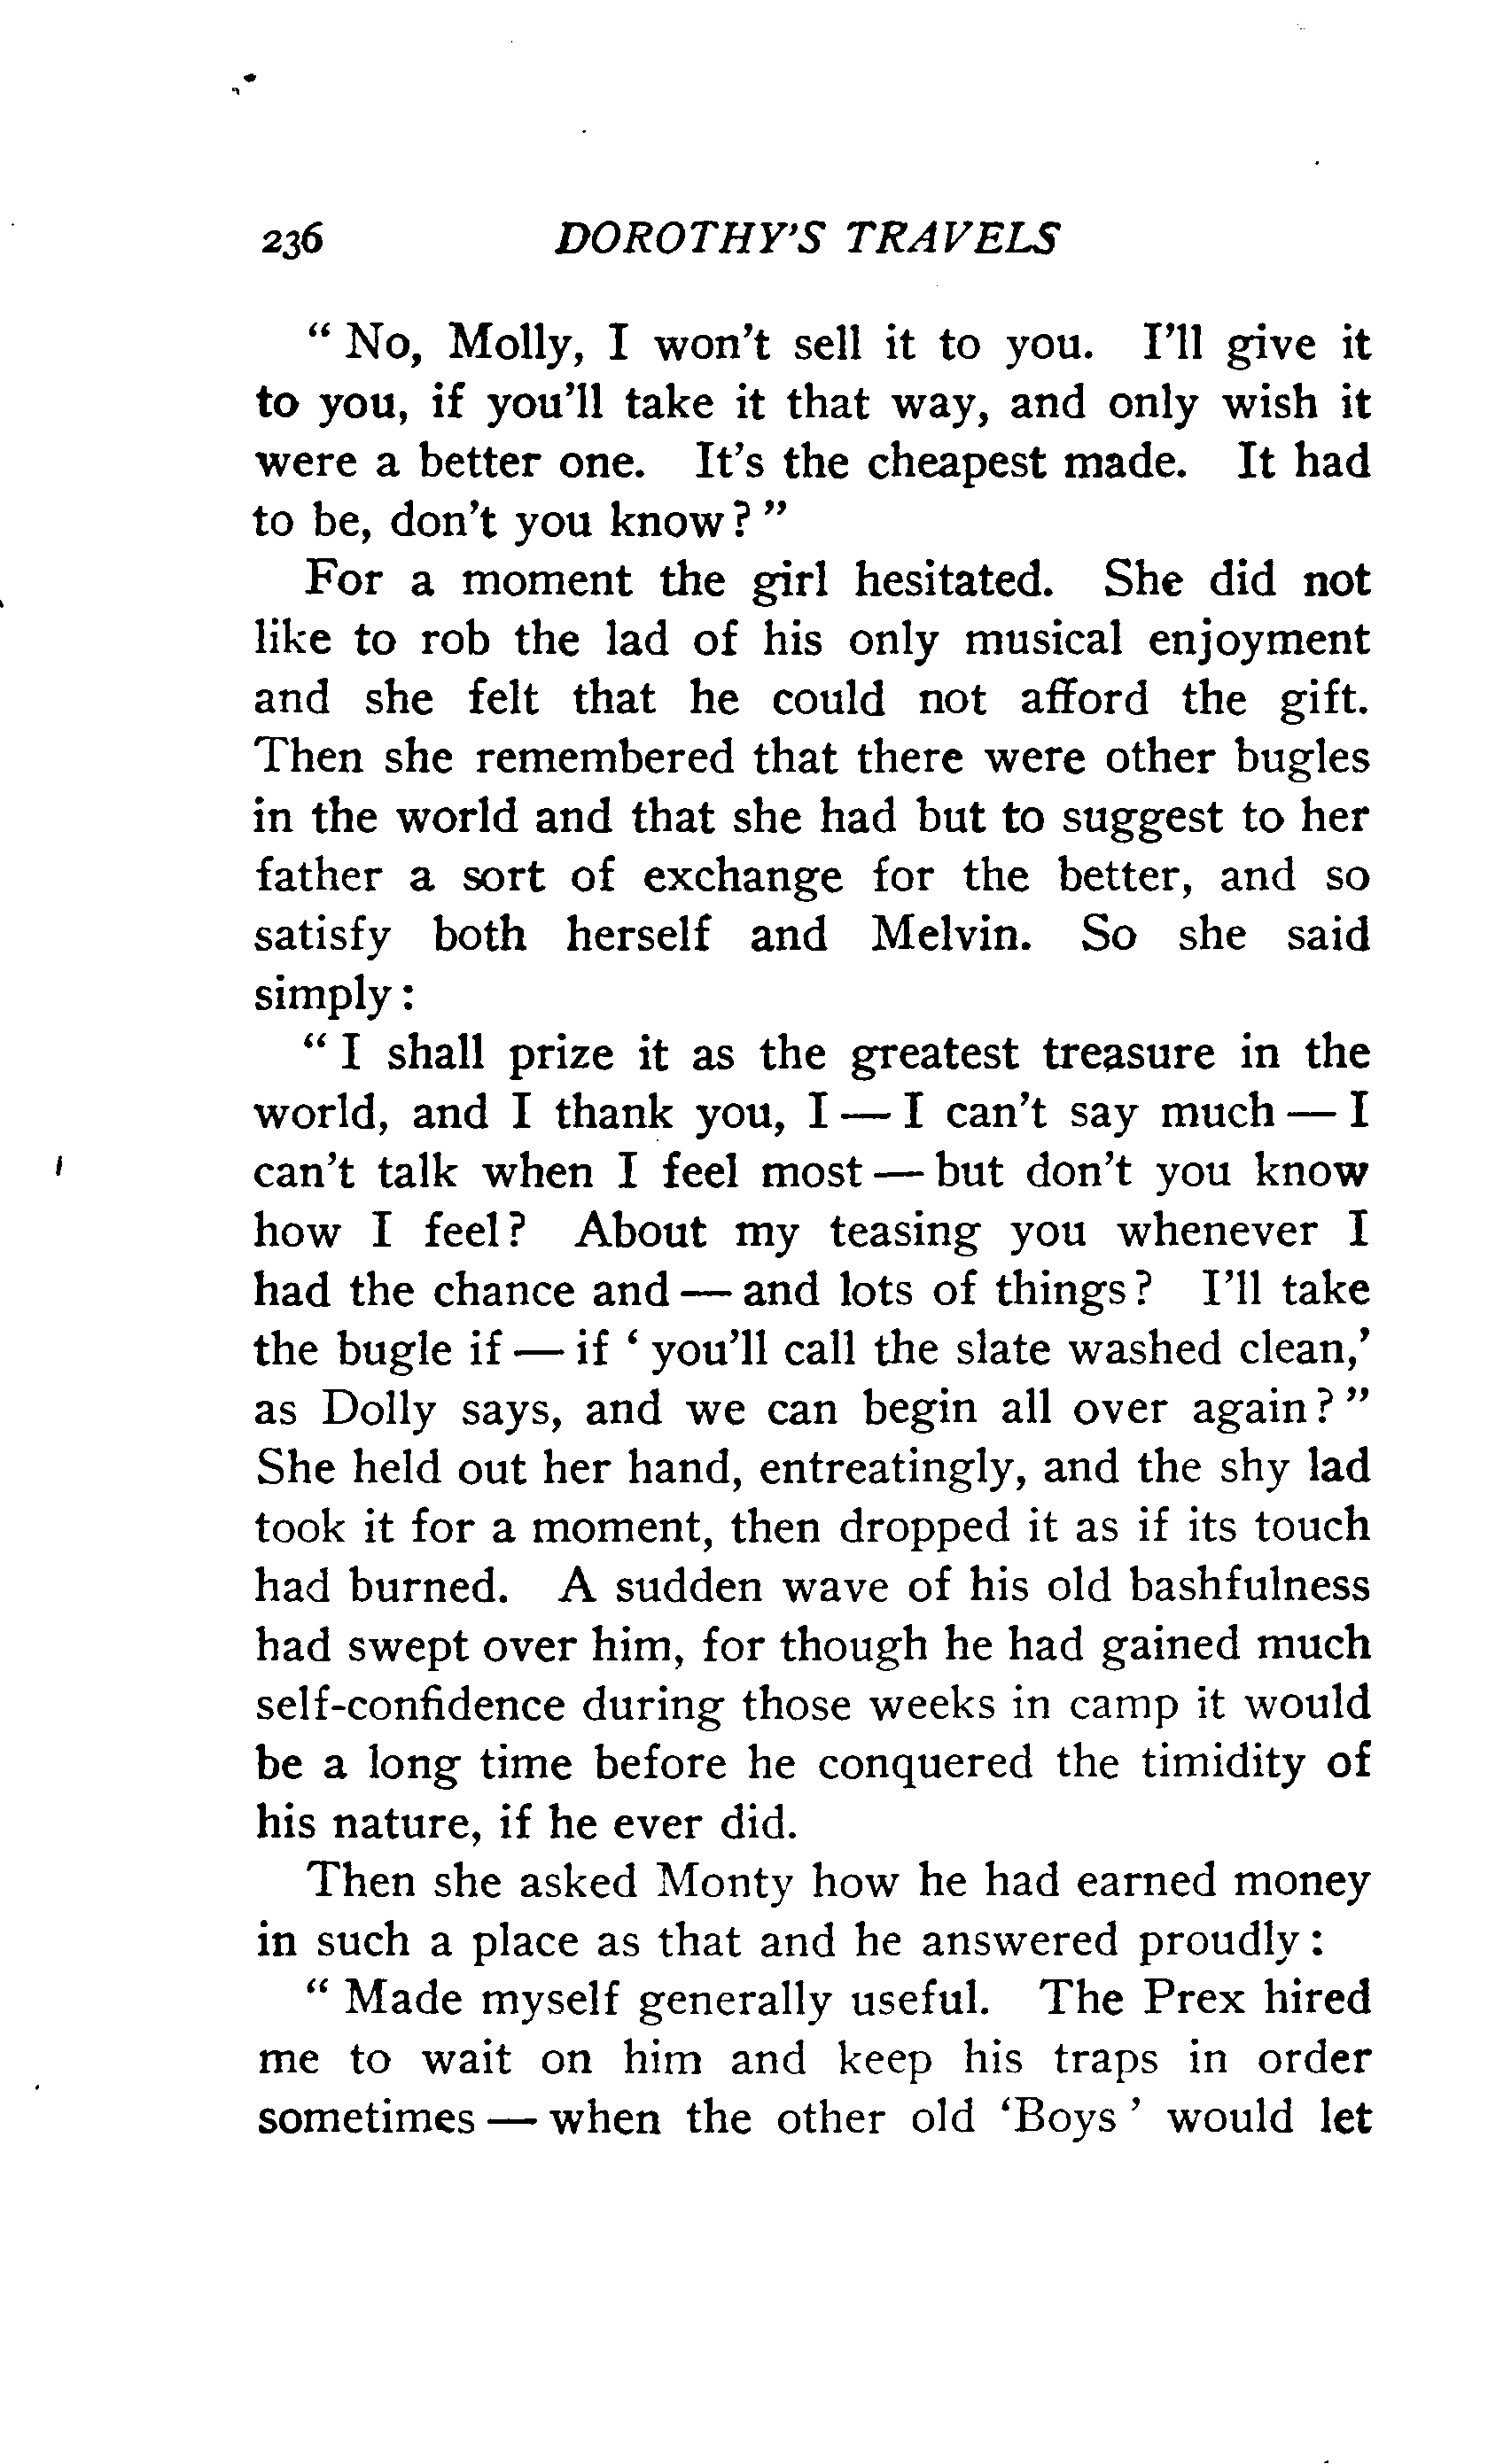 236 DOROTHY'S TRAVELS
" No, Molly, I won't sell it to you. I'll give it
to you, if you'll take it that way, and only wish it
were a better one. It's the cheapest made. It had
to be, don't you know? "
For a moment the girl hesitated. She did not
like to rob the lad of his only musical enjoyment
and she felt that he could not afford the gift.
Then she remembered that there were other bugles
in the world and that she had but to suggest to her
father a sort of exchange for the better, and so
satisfy both herself and Melvin. So she said
simply:
" I shall prize it as the greatest treasure in the
world, and I thank you, I — I can't say much — I
can't talk when I feel most — but don't you know
how I feel? About my teasing you whenever I
had the chance and — and lots of things? I'll take
the bugle if — if ' you'll call the slate washed clean,'
as Dolly says, and we can begin all over again? "
She held out her hand, entreatingly, and the shy lad
took it for a moment, then dropped it as if its touch
had burned. A sudden wave of his old bashfulness
had swept over him, for though he had gained much
self-confidence during those weeks in camp it would
be a long time before he conquered the timidity of
his nature, if he ever did.
Then she asked Monty how he had earned money
in such a place as that and he answered proudly:
" Made myself generally useful. The Prex hired
me to wait on him and keep his traps in order
sometimes — when the other old 'Boys ' would let